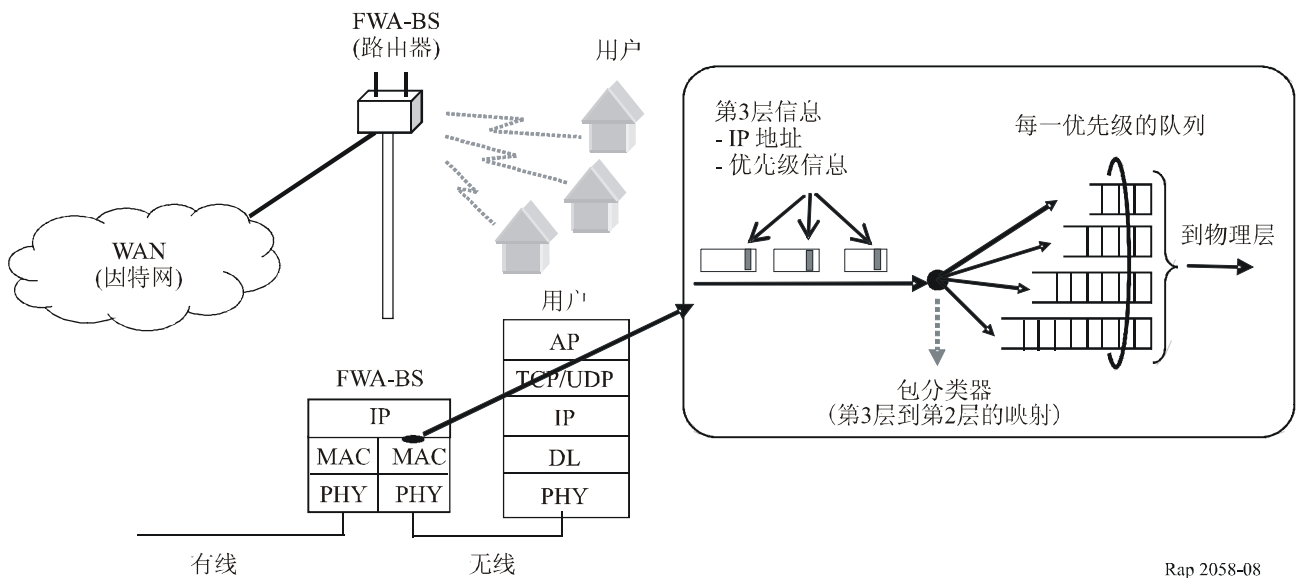 FWA-BS
(路由器)
用户
WAN
(因特网)
第3层信息
- IP 地址
- 优先级信息
每一优先级的队列
到物理层
包分类器
(第3层到第2层的映射)
用户
AP
TCP/UDP
IP
DL
PHY
FWA-BS
IP
MAC MAC
PHY PHY
有线
无线
Rap 2058-08